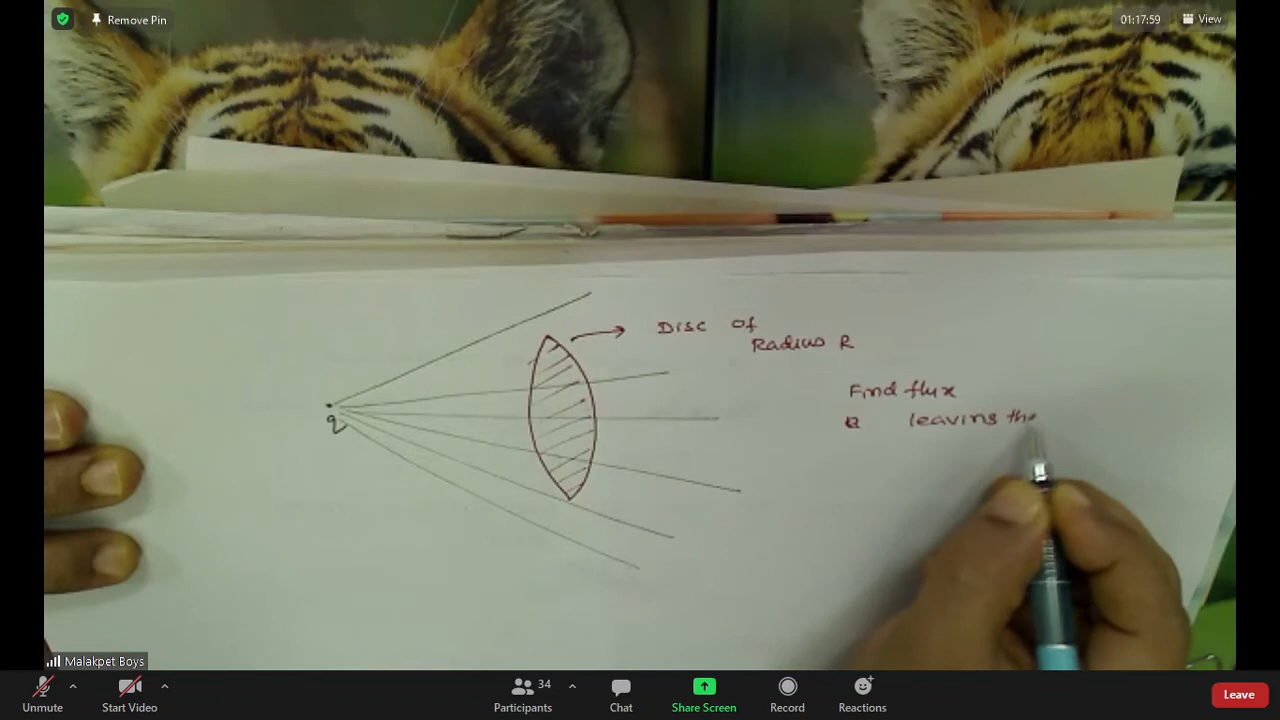 Remove Pin
01:17:59
View
Disc of
Radius R
Find flux
leaving the
q
Malakpet Boys
Unmute
Start Video
34
Participants
Chat
Share Screen
Record
Reactions
Leave